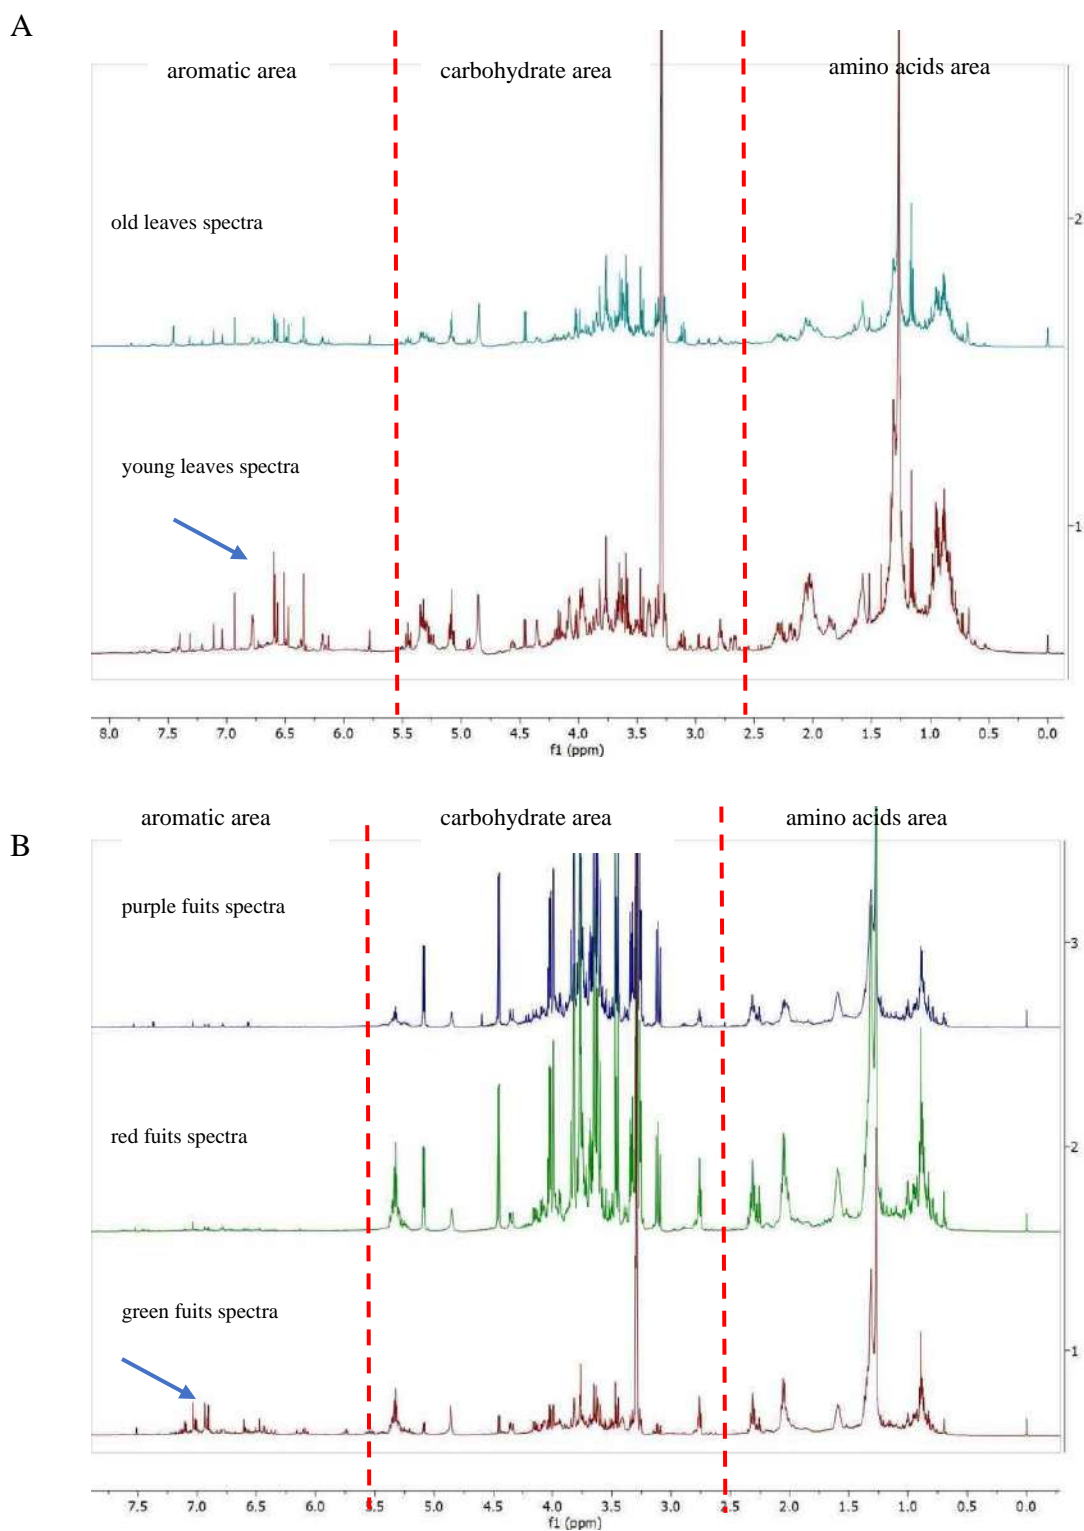 A
aromatic area
carbohydrate area
amino acids area
old leaves spectra
2
young leaves spectra
1
8.0 7.5 7.0 6.5 6.0 5.5 5.0 4.5 4.0 3.5 3.0 2.5 2.0 1.5 1.0 0.5 0.0
f1 (ppm)
B
aromatic area
carbohydrate area
amino acids area
purple fuits spectra
3
red fuits spectra
2
green fuits spectra
1
7.5 7.0 6.5 6.0 5.5 5.0 4.5 4.0 3.5 3.0 2.5 2.0 1.5 1.0 0.5 0.0
f1 (ppm)